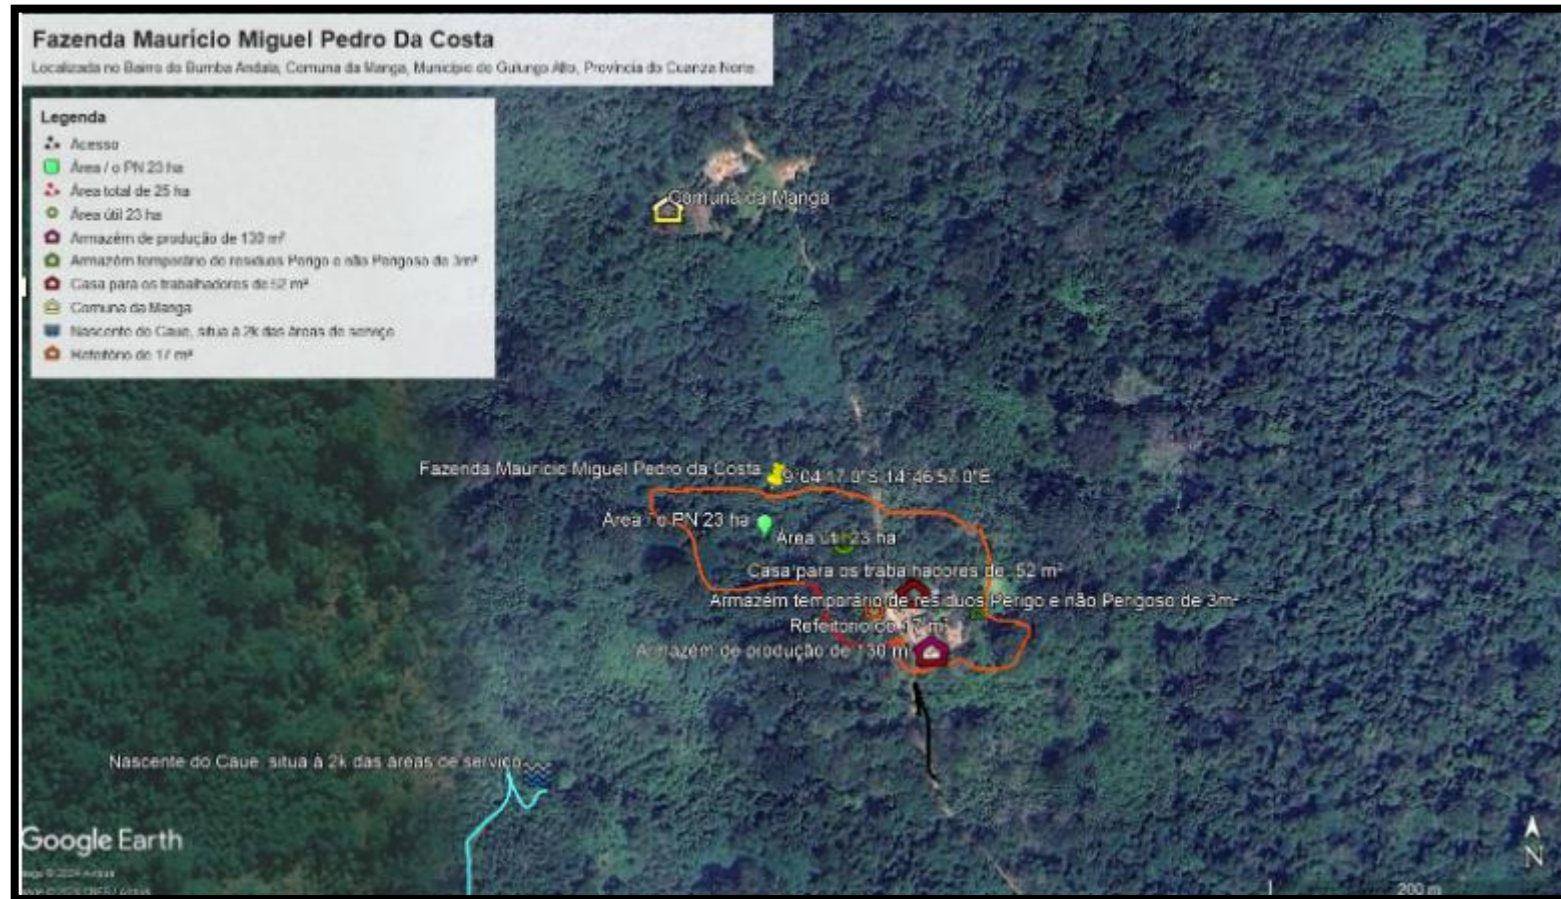 Fazenda Maurício Miguel Pedro Da Costa
Localizada no Bairro do Bumba Andala, Comuna da Manga, Município do Gulungo Alto, Província do Cuanza Norte.
Legenda
Acesso
Área / o PN 23 ha
Área total de 25 ha
Área útil 23 ha
Armazém de produção de 130 m²
Armazém temporário de resíduos Perigo e não Perigoso de 3m²
Casa para os trabalhadores de 52 m²
Comuna da Manga
Nascente do Caue, situa à 2k das áreas de serviço
Refeitório de 17 m²
Comuna da Manga
Fazenda Maurício Miguel Pedro da Costa
9°04'17.0"S 14°46'57.0"E
Área / o PN 23 ha
Área útil 23 ha
Casa para os trabalhadores de 52 m²
Armazém temporário de resíduos Perigo e não Perigoso de 3m²
Refeitório de 17 m²
Armazém de produção de 130 m
Nascente do Caue, situa à 2k das áreas de serviço
Google Earth
© 2024 Airbus
CNES / Airbus
N
200 m